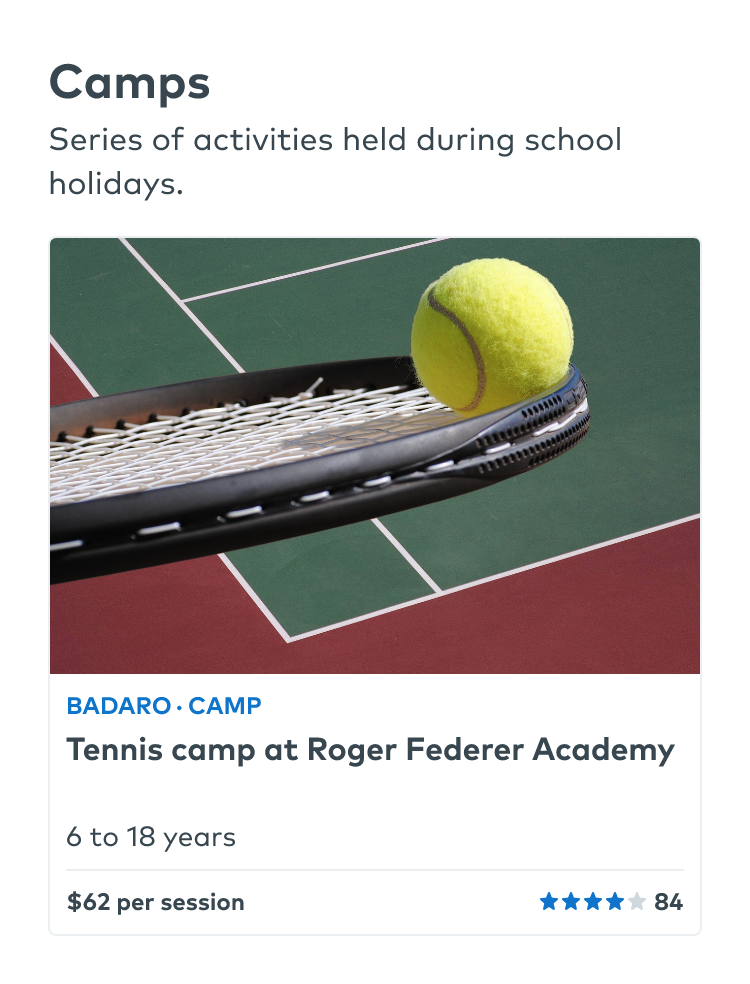 Camps
Series of activities held during school
holidays.
BADARO · CAMP
Tennis camp at Roger Federer Academy
6 to 18 years
$62 per session
84